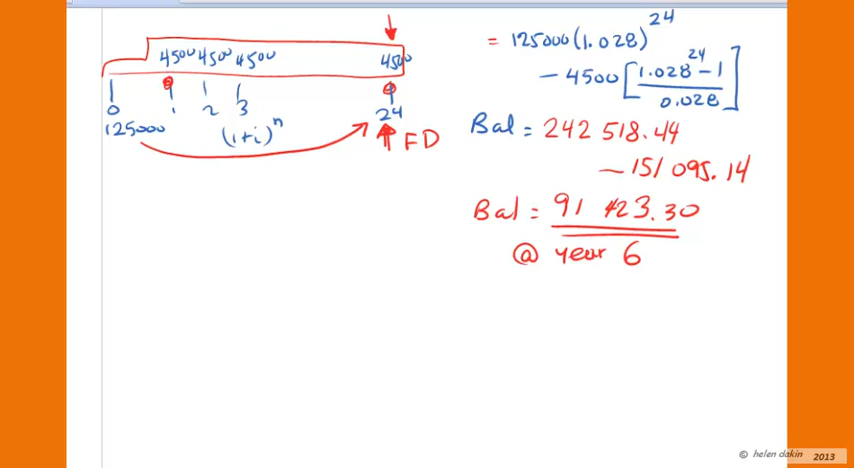 4500 4500 4500 4500
0 1 2 3 24
125000 (1+i)^n FD
= 125000(1.028)^24
- 4500 [1.028^24 - 1 / 0.028]
Bal = 242 518.44
- 151 095.14
Bal = 91 423.30
@ year 6
© helen dakin 2013